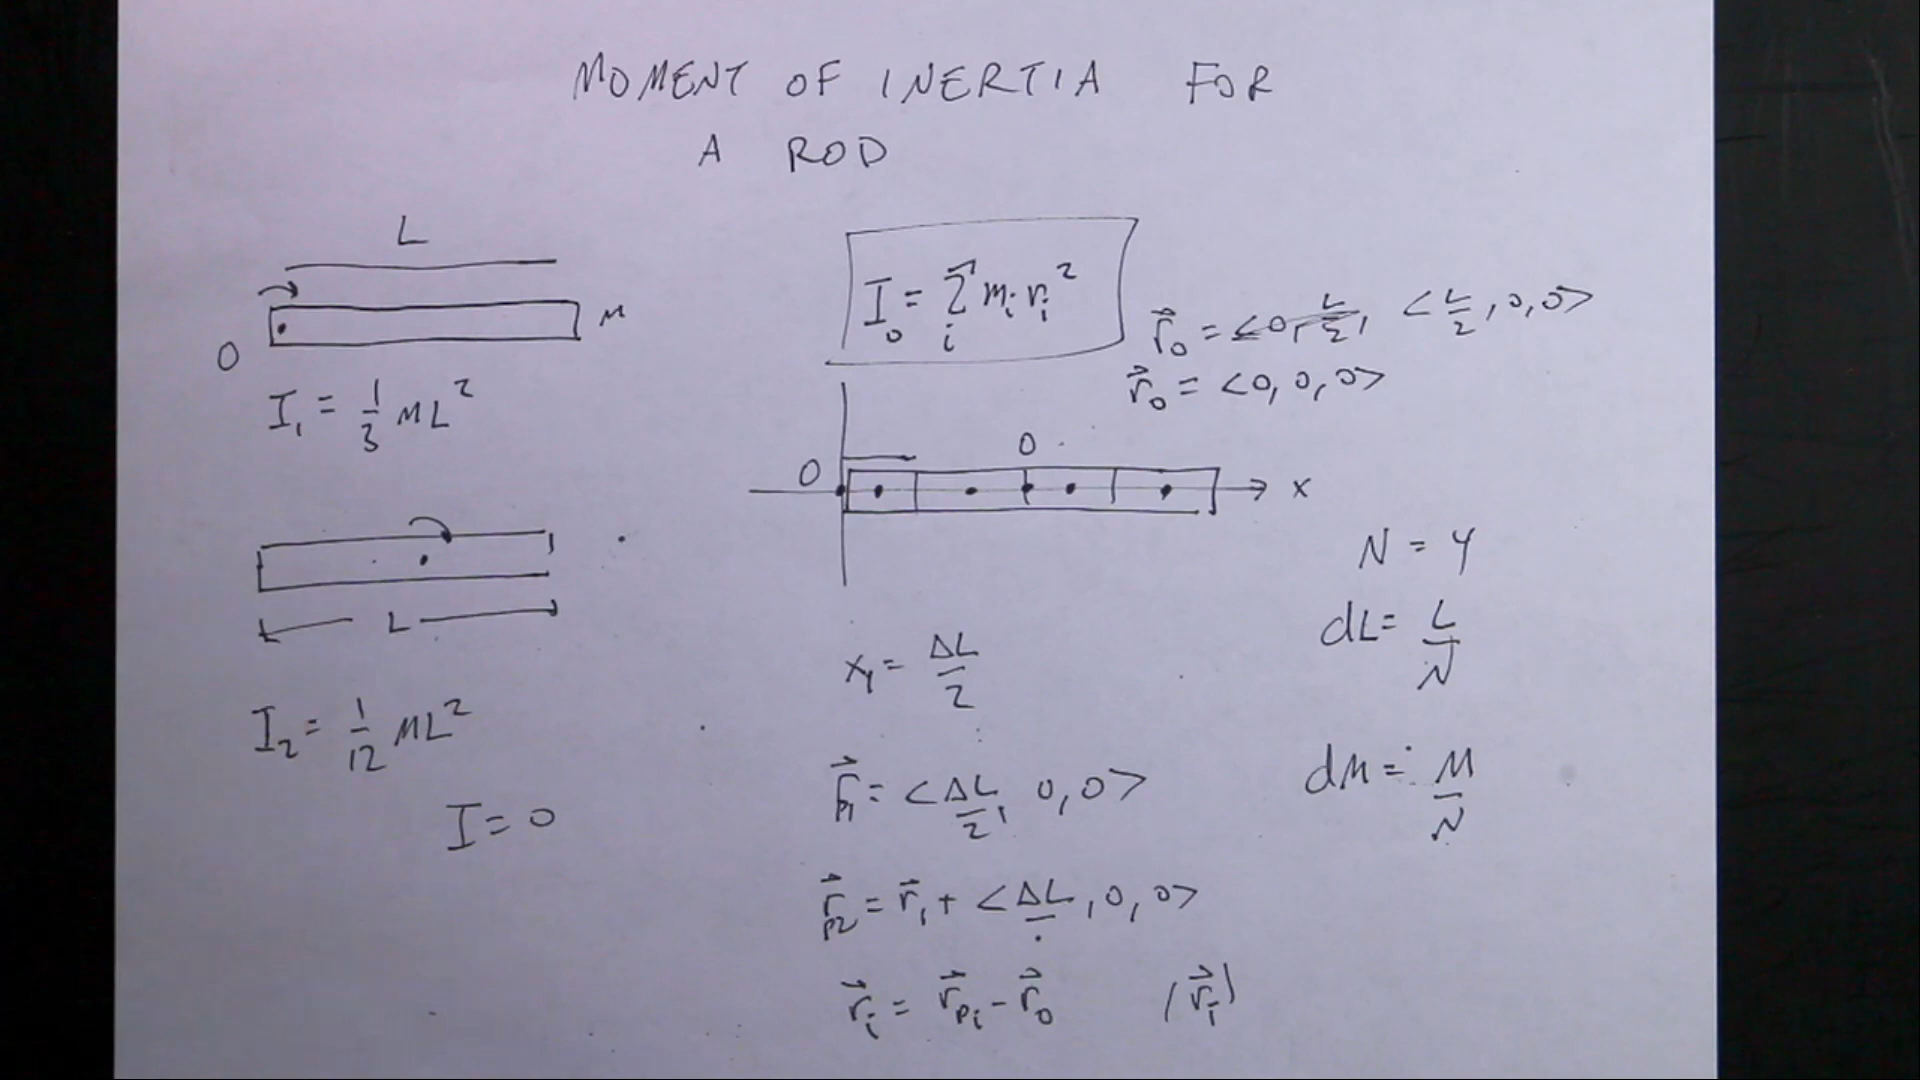 MOMENT OF INERTIA FOR
A ROD
L
M
O
I₁ = 1/3 ML²
L
I₂ = 1/12 ML²
I = 0
I₀ = Σᵢ mᵢ rᵢ²
r⃗₀ = <0, L/2, <L/2, 0, 0>
r⃗₀ = <0, 0, 0>
O
O
x
N = 4
dL = L/N
dM = M/N
x₁ = ΔL/2
r⃗p1 = <ΔL/2, 0, 0>
r⃗p2 = r⃗₁ + <ΔL, 0, 0>
r⃗ᵢ = r⃗pᵢ - r⃗₀ |r⃗ᵢ|